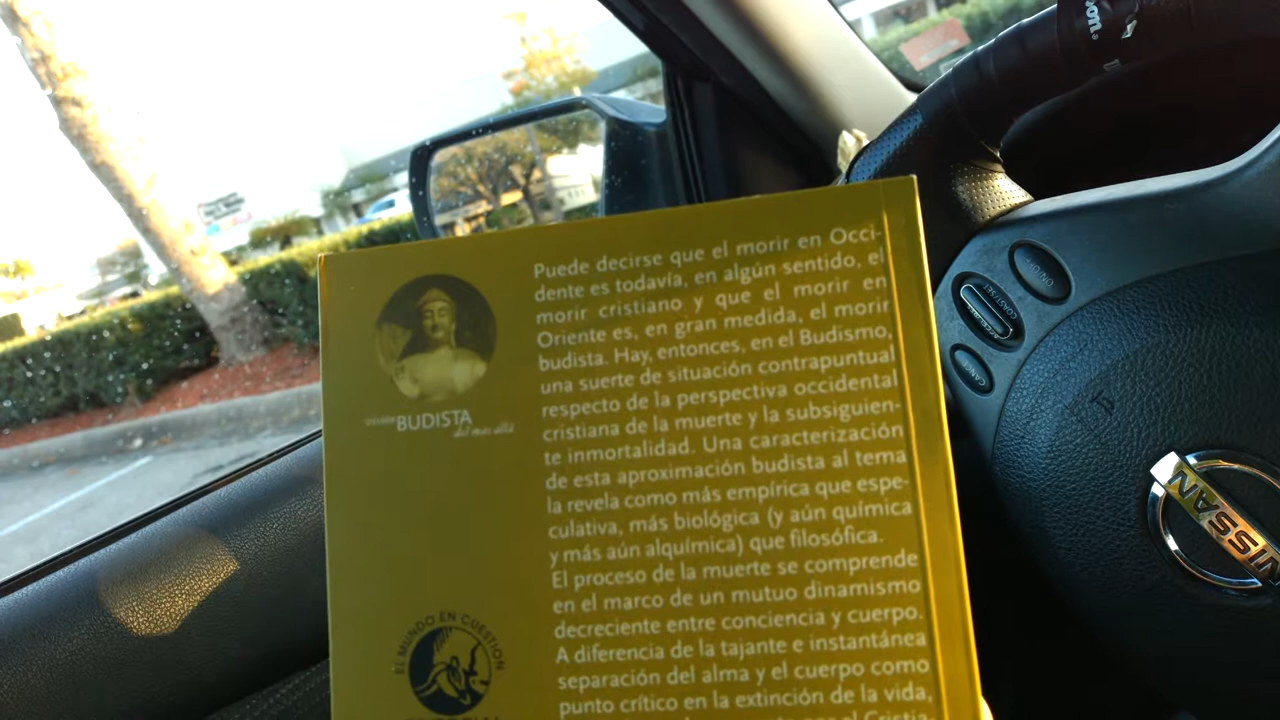 Puede decirse que el morir en Occi-
dente es todavía, en algún sentido, el
morir cristiano y que el morir en
Oriente es, en gran medida, el morir
budista. Hay, entonces, en el Budismo,
una suerte de situación contrapuntual
respecto de la perspectiva occidental
cristiana de la muerte y la subsiguien-
te inmortalidad. Una caracterización
de esta aproximación budista al tema
la revela como más empírica que espe-
culativa, más biológica (y aún química
y más aún alquímica) que filosófica.
El proceso de la muerte se comprende
en el marco de un mutuo dinamismo
decreciente entre conciencia y cuerpo.
A diferencia de la tajante e instantánea
separación del alma y el cuerpo como
punto crítico en la extinción de la vida,
BUDISTA
del mas allá
EL MUNDO EN CUESTIÓN
ON/OFF
COAST/SET
CANCEL
NISSAN